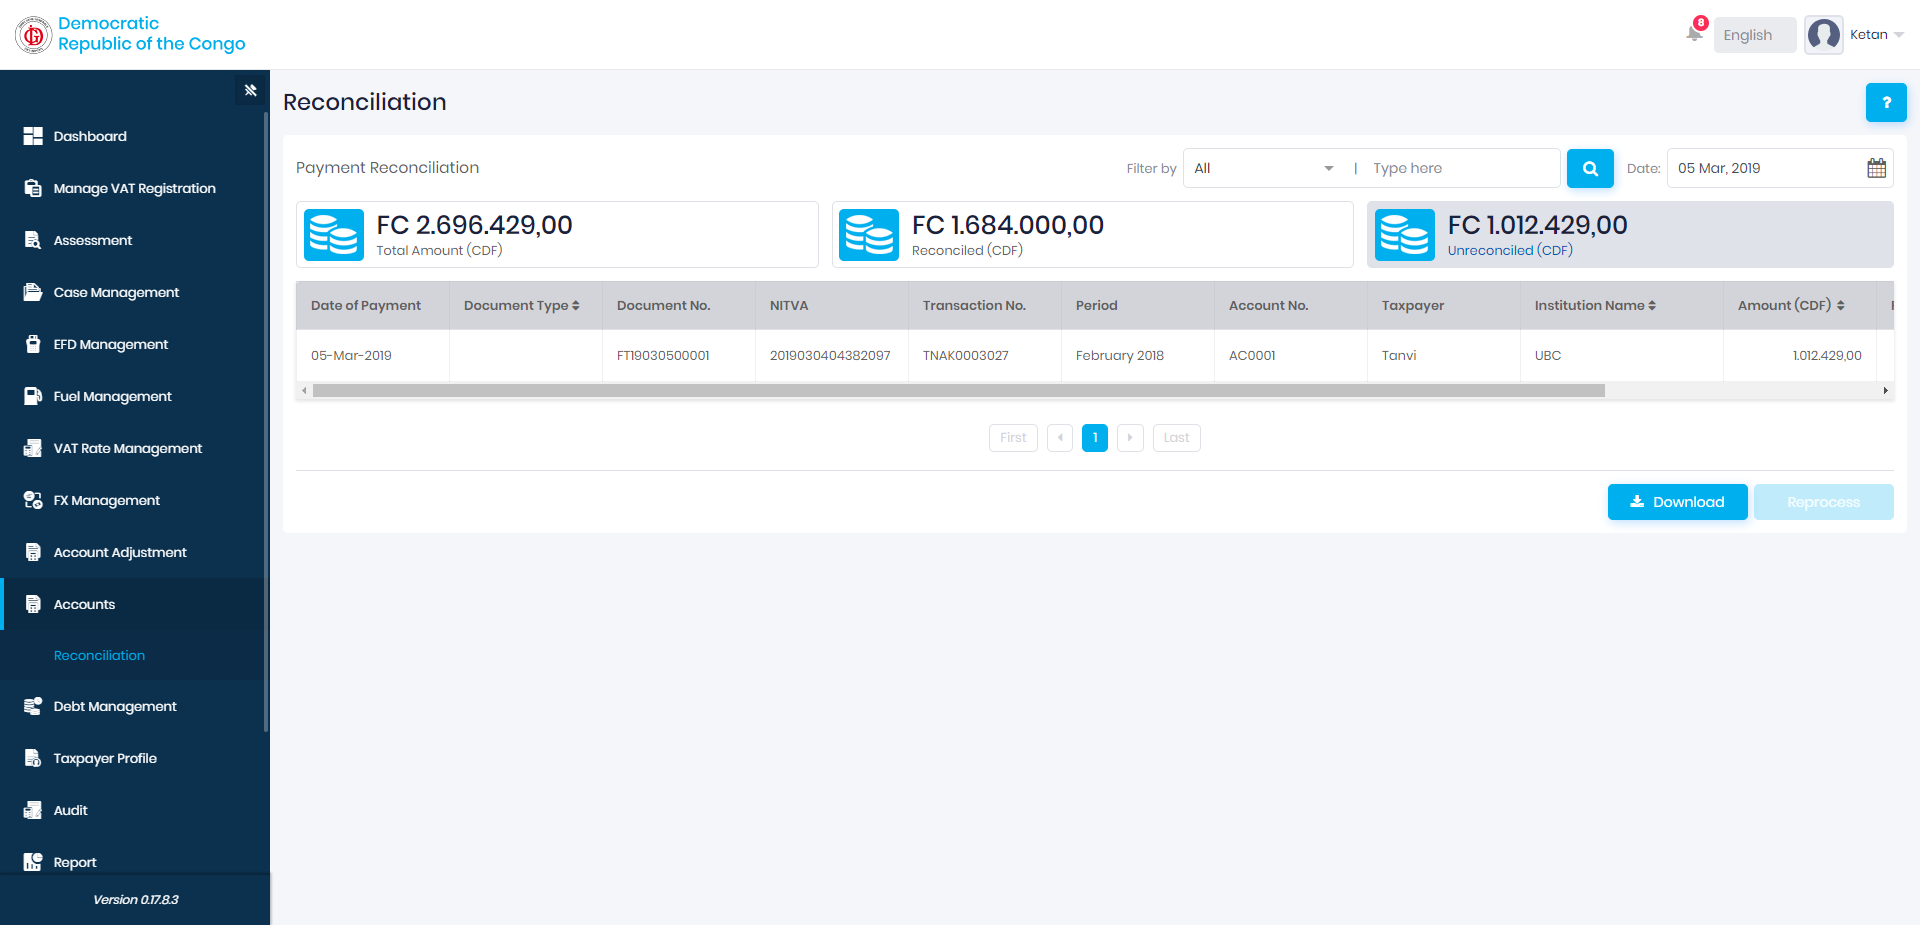 Democratic
Republic of the Congo
8
English
Ketan
Dashboard
Manage VAT Registration
Assessment
Case Management
EFD Management
Fuel Management
VAT Rate Management
FX Management
Account Adjustment
Accounts
Reconciliation
Debt Management
Taxpayer Profile
Audit
Report
Version 0.17.8.3
Reconciliation
?
Payment Reconciliation
Filter by All | Type here Date: 05 Mar, 2019
FC 2.696.429,00
Total Amount (CDF)
FC 1.684.000,00
Reconciled (CDF)
FC 1.012.429,00
Unreconciled (CDF)
Date of Payment Document Type Document No. NITVA Transaction No. Period Account No. Taxpayer Institution Name Amount (CDF)
05-Mar-2019 FT19030500001 2019030404382097 TNAK0003027 February 2018 AC0001 Tanvi UBC 1.012.429,00
First 1 Last
Download Reprocess